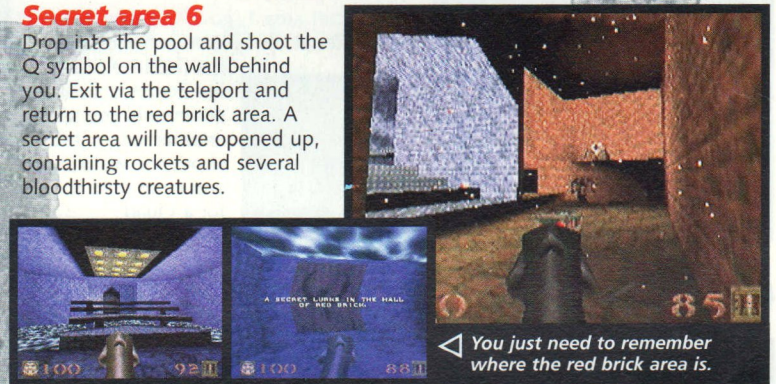 Secret area 6
Drop into the pool and shoot the
Q symbol on the wall behind
you. Exit via the teleport and
return to the red brick area. A
secret area will have opened up,
containing rockets and several
bloodthirsty creatures.
85
100 92
A SECRET LURKS IN THE HALL
OF RED BRICK.
100 88
You just need to remember
where the red brick area is.